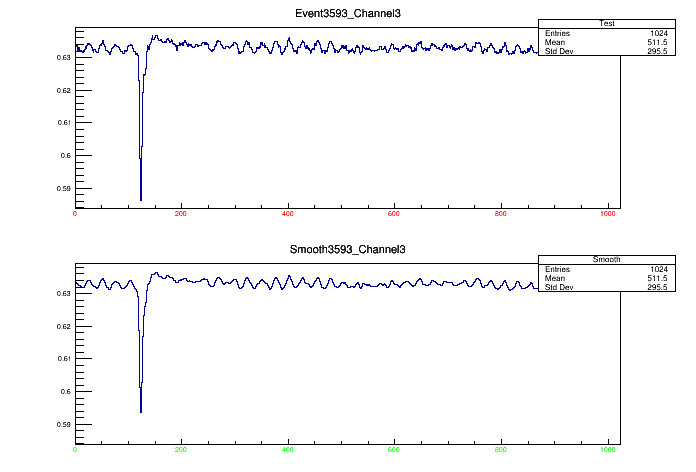 Event3593_Channel3
Test
Entries 1024
Mean 511.5
Std Dev 295.5
0.63
0.62
0.61
0.6
0.59
0 200 400 600 800 1000
Smooth3593_Channel3
Smooth
Entries 1024
Mean 511.5
Std Dev 295.5
0.63
0.62
0.61
0.6
0.59
0 200 400 600 800 1000